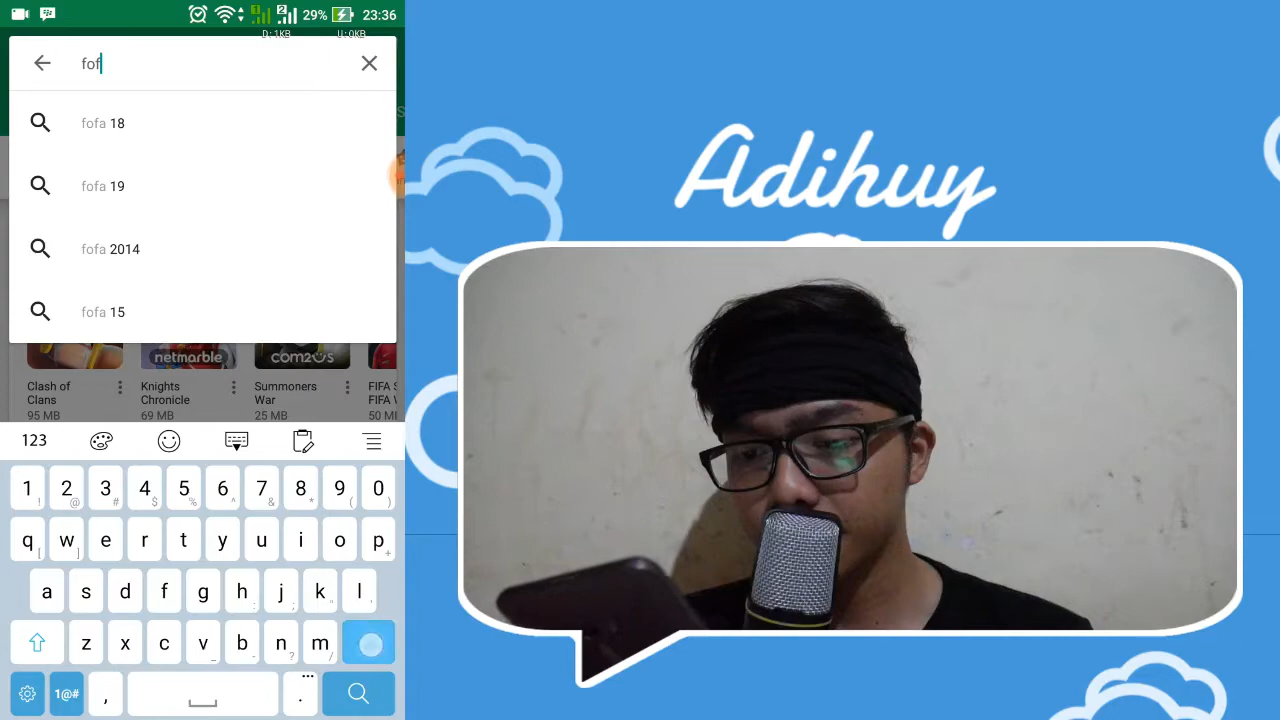 29% 23:36
D:1KB U:0KB
fof
fofa 18
fofa 19
fofa 2014
fofa 15
netmarble
com2us
Clash of
Clans
95 MB
Knights
Chronicle
69 MB
Summoners
War
25 MB
FIFA S
FIFA W
50 M
123
1 2 3 4 5 6 7 8 9 0
! @ # $ % ^ & * ( )
q w e r t y u i o p
[ ] +
a s d f g h j k l
z x c v b n m
1@# , .
Adihuy